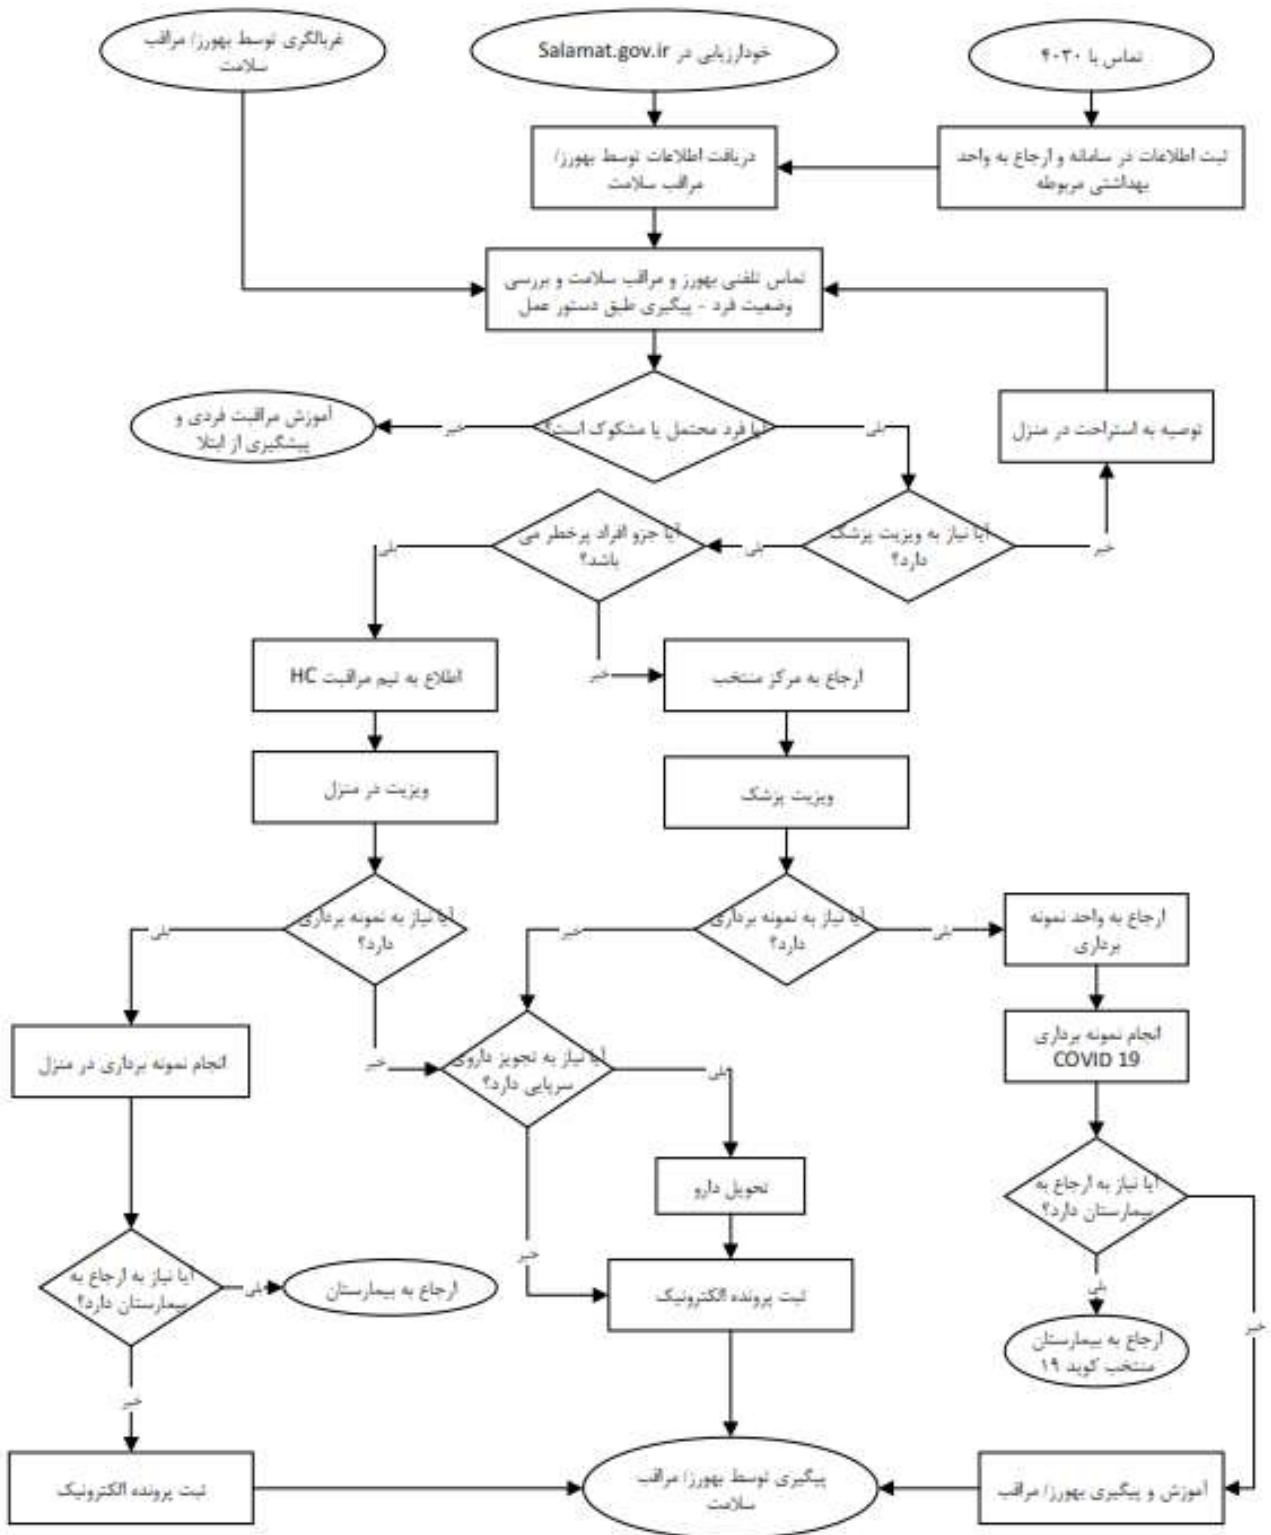 غربالگری توسط بهورز/ مراقب
سلامت
خودارزیابی در Salamat.gov.ir
تماس با ۴۰۳۰
دریافت اطلاعات توسط بهورز/
مراقب سلامت
ثبت اطلاعات در سامانه و ارجاع به واحد
بهداشتی مربوطه
تماس تلفنی بهورز و مراقب سلامت و بررسی
وضعیت فرد - پیگیری طبق دستور عمل
آموزش مراقبت فردی و
پیشگیری از ابتلا
خیر
آیا فرد محتمل یا مشکوک است؟
بلی
توصیه به استراحت در منزل
بلی
آیا جزو افراد پرخطر می
باشد؟
بلی
آیا نیاز به ویزیت پزشک
دارد؟
خیر
اطلاع به تیم مراقبت HC
خیر
ارجاع به مرکز منتخب
ویزیت در منزل
ویزیت پزشک
بلی
آیا نیاز به نمونه برداری
دارد؟
خیر
آیا نیاز به نمونه برداری
دارد؟
بلی
ارجاع به واحد نمونه
برداری
انجام نمونه برداری در منزل
خیر
آیا نیاز به تجویز داروی
سرپایی دارد؟
بلی
انجام نمونه برداری
COVID 19
تحویل دارو
آیا نیاز به ارجاع به
بیمارستان دارد؟
خیر
بلی
خیر
آیا نیاز به ارجاع به
بیمارستان دارد؟
بلی
ارجاع به بیمارستان
ثبت پرونده الکترونیک
ارجاع به بیمارستان
منتخب کوید ۱۹
خیر
ثبت پرونده الکترونیک
پیگیری توسط بهورز/ مراقب
سلامت
آموزش و پیگیری بهورز/ مراقب